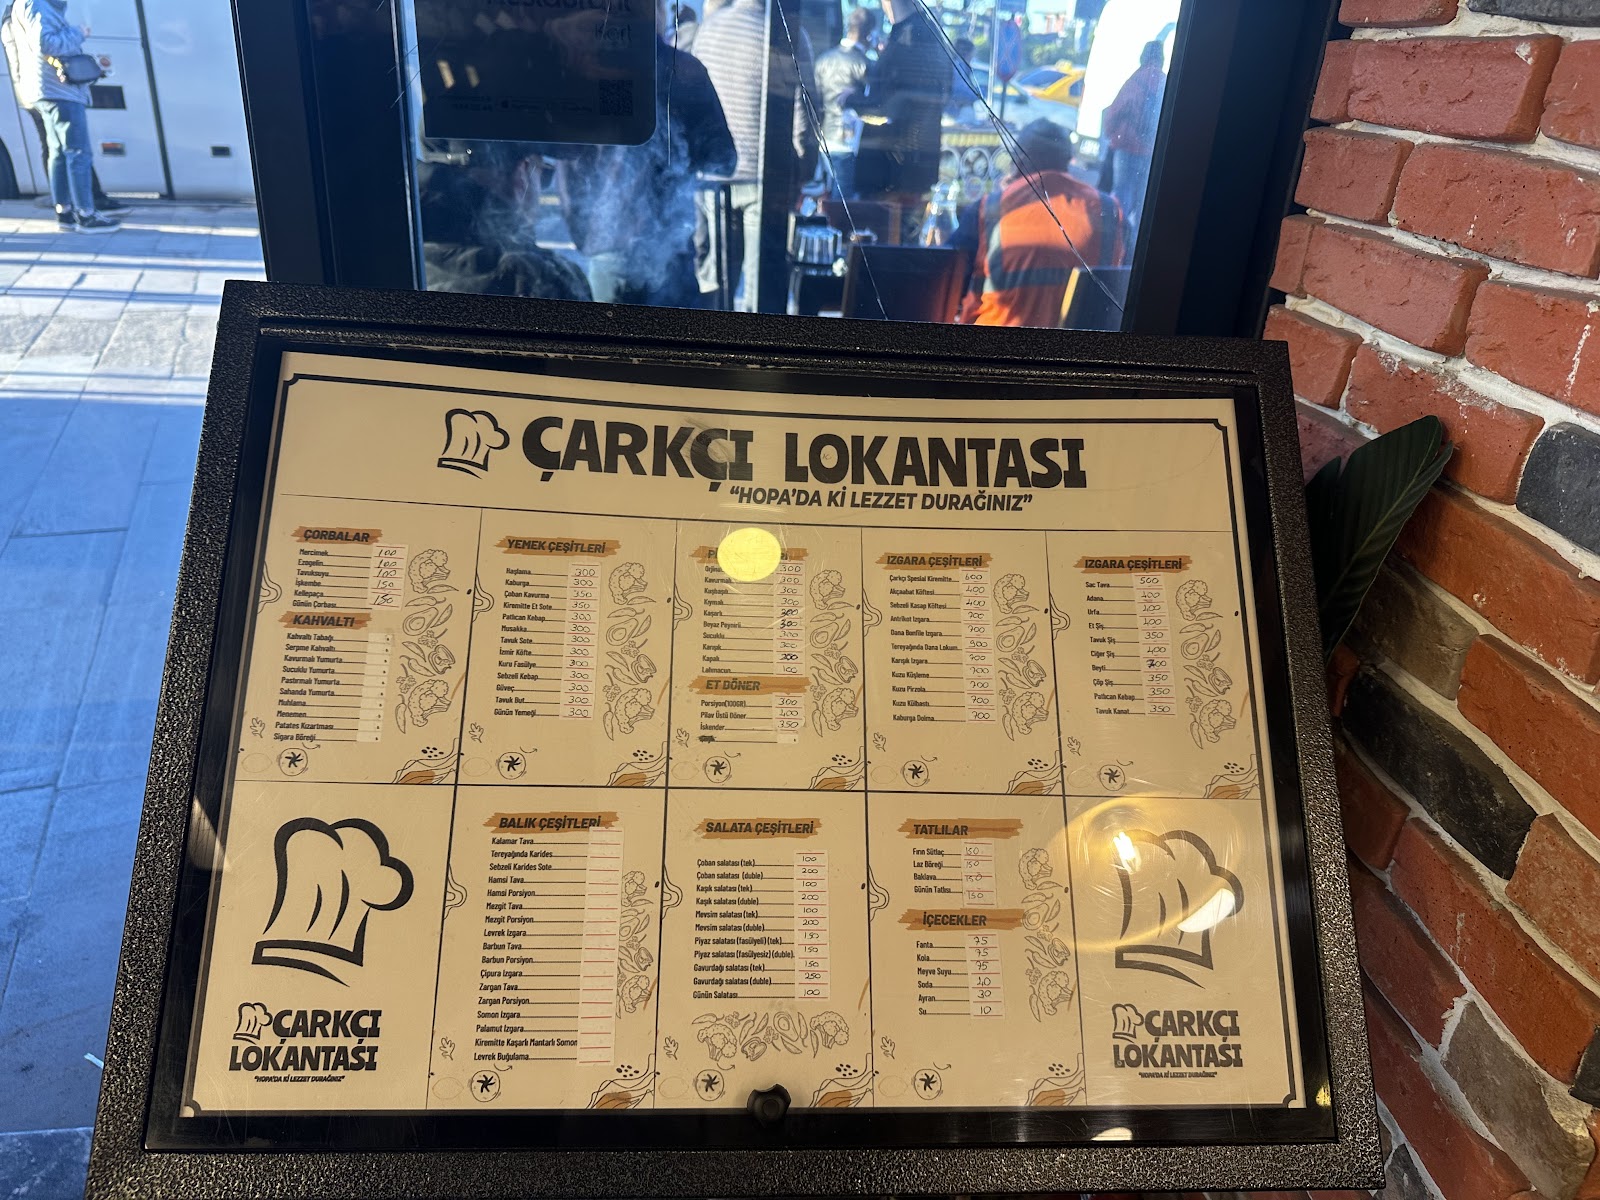 ÇARKÇI LOKANTASI
“HOPA'DA Kİ LEZZET DURAĞINIZ”
ÇORBALAR
Mercimek 100
Ezogelin 100
Tavuksuyu 100
İşkembe 150
Kellepaça 150
Günün Çorbası
KAHVALTI
Kahvaltı Tabağı
Serpme Kahvaltı
Kavurmalı Yumurta
Sucuklu Yumurta
Pastırmalı Yumurta
Sahanda Yumurta
Muhlama
Menemen
Patates Kızartması
Sigara Böreği
YEMEK ÇEŞİTLERİ
Haşlama 300
Kaburga 300
Çoban Kavurma 350
Kiremitte Et Sote 350
Patlıcan Kebap 300
Musakka 300
Tavuk Sote 300
İzmir Köfte 300
Kuru Fasülye 300
Sebzeli Kebap 300
Güveç 300
Tavuk But 300
Günün Yemeği 300
Orjinal 300
Kavurmalı 300
Kuşbaşılı 300
Kıymalı 300
Kaşarlı 300
Beyaz Peynirli 300
Sucuklu 300
Karışık 300
Kapalı 250
Lahmacun 100
ET DÖNER
Porsiyon(100GR) 300
Pilav Üstü Döner 400
İskender 350
IZGARA ÇEŞİTLERİ
Çarkçı Spesial Kiremitte 600
Akçaabat Köftesi 400
Sebzeli Kasap Köftesi 400
Antrikot Izgara 700
Dana Bonfile Izgara 700
Tereyağında Dana Lokum 900
Karışık Izgara 700
Kuzu Küşleme 700
Kuzu Pirzola 700
Kuzu Külbastı 700
Kaburga Dolma 700
IZGARA ÇEŞİTLERİ
Sac Tava 500
Adana 400
Urfa 400
Et Şiş 400
Tavuk Şiş 350
Ciğer Şiş 400
Beyti
Çöp Şiş 350
Patlıcan Kebap 350
Tavuk Kanat 350
ÇARKÇI
LOKANTASI
“HOPA'DA Kİ LEZZET DURAĞINIZ”
BALIK ÇEŞİTLERİ
Kalamar Tava
Tereyağında Karides
Sebzeli Karides Sote
Hamsi Tava
Hamsi Porsiyon
Mezgit Tava
Mezgit Porsiyon
Levrek Izgara
Barbun Tava
Barbun Porsiyon
Çipura Izgara
Zargan Tava
Zargan Porsiyon
Somon Izgara
Palamut Izgara
Kiremitte Kaşarlı Mantarlı Somon
Levrek Buğulama
SALATA ÇEŞİTLERİ
Çoban salatası (tek) 100
Çoban salatası (duble) 200
Kaşık salatası (tek) 100
Kaşık salatası (duble) 200
Mevsim salatası (tek) 100
Mevsim salatası (duble) 200
Piyaz salatası (fasülyeli) (tek) 150
Piyaz salatası (fasülyesiz) (duble) 150
Gavurdağı salatası (tek) 150
Gavurdağı salatası (duble) 250
Günün Salatası 100
TATLILAR
Fırın Sütlaç 150
Laz Böreği 150
Baklava 150
Günün Tatlısı 150
İÇECEKLER
Fanta 75
Kola 75
Meyve Suyu 75
Soda 40
Ayran 30
Su 10
ÇARKÇI
LOKANTASI
“HOPA'DA Kİ LEZZET DURAĞINIZ”